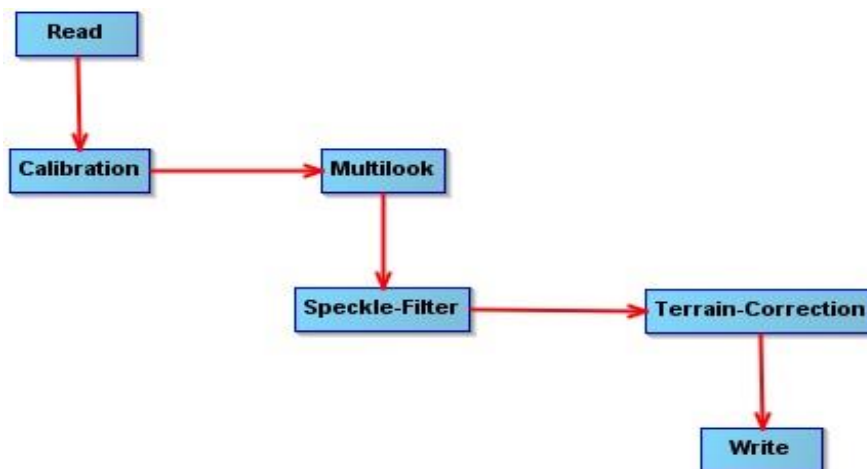 Read
Calibration
Multilook
Speckle-Filter
Terrain-Correction
Write